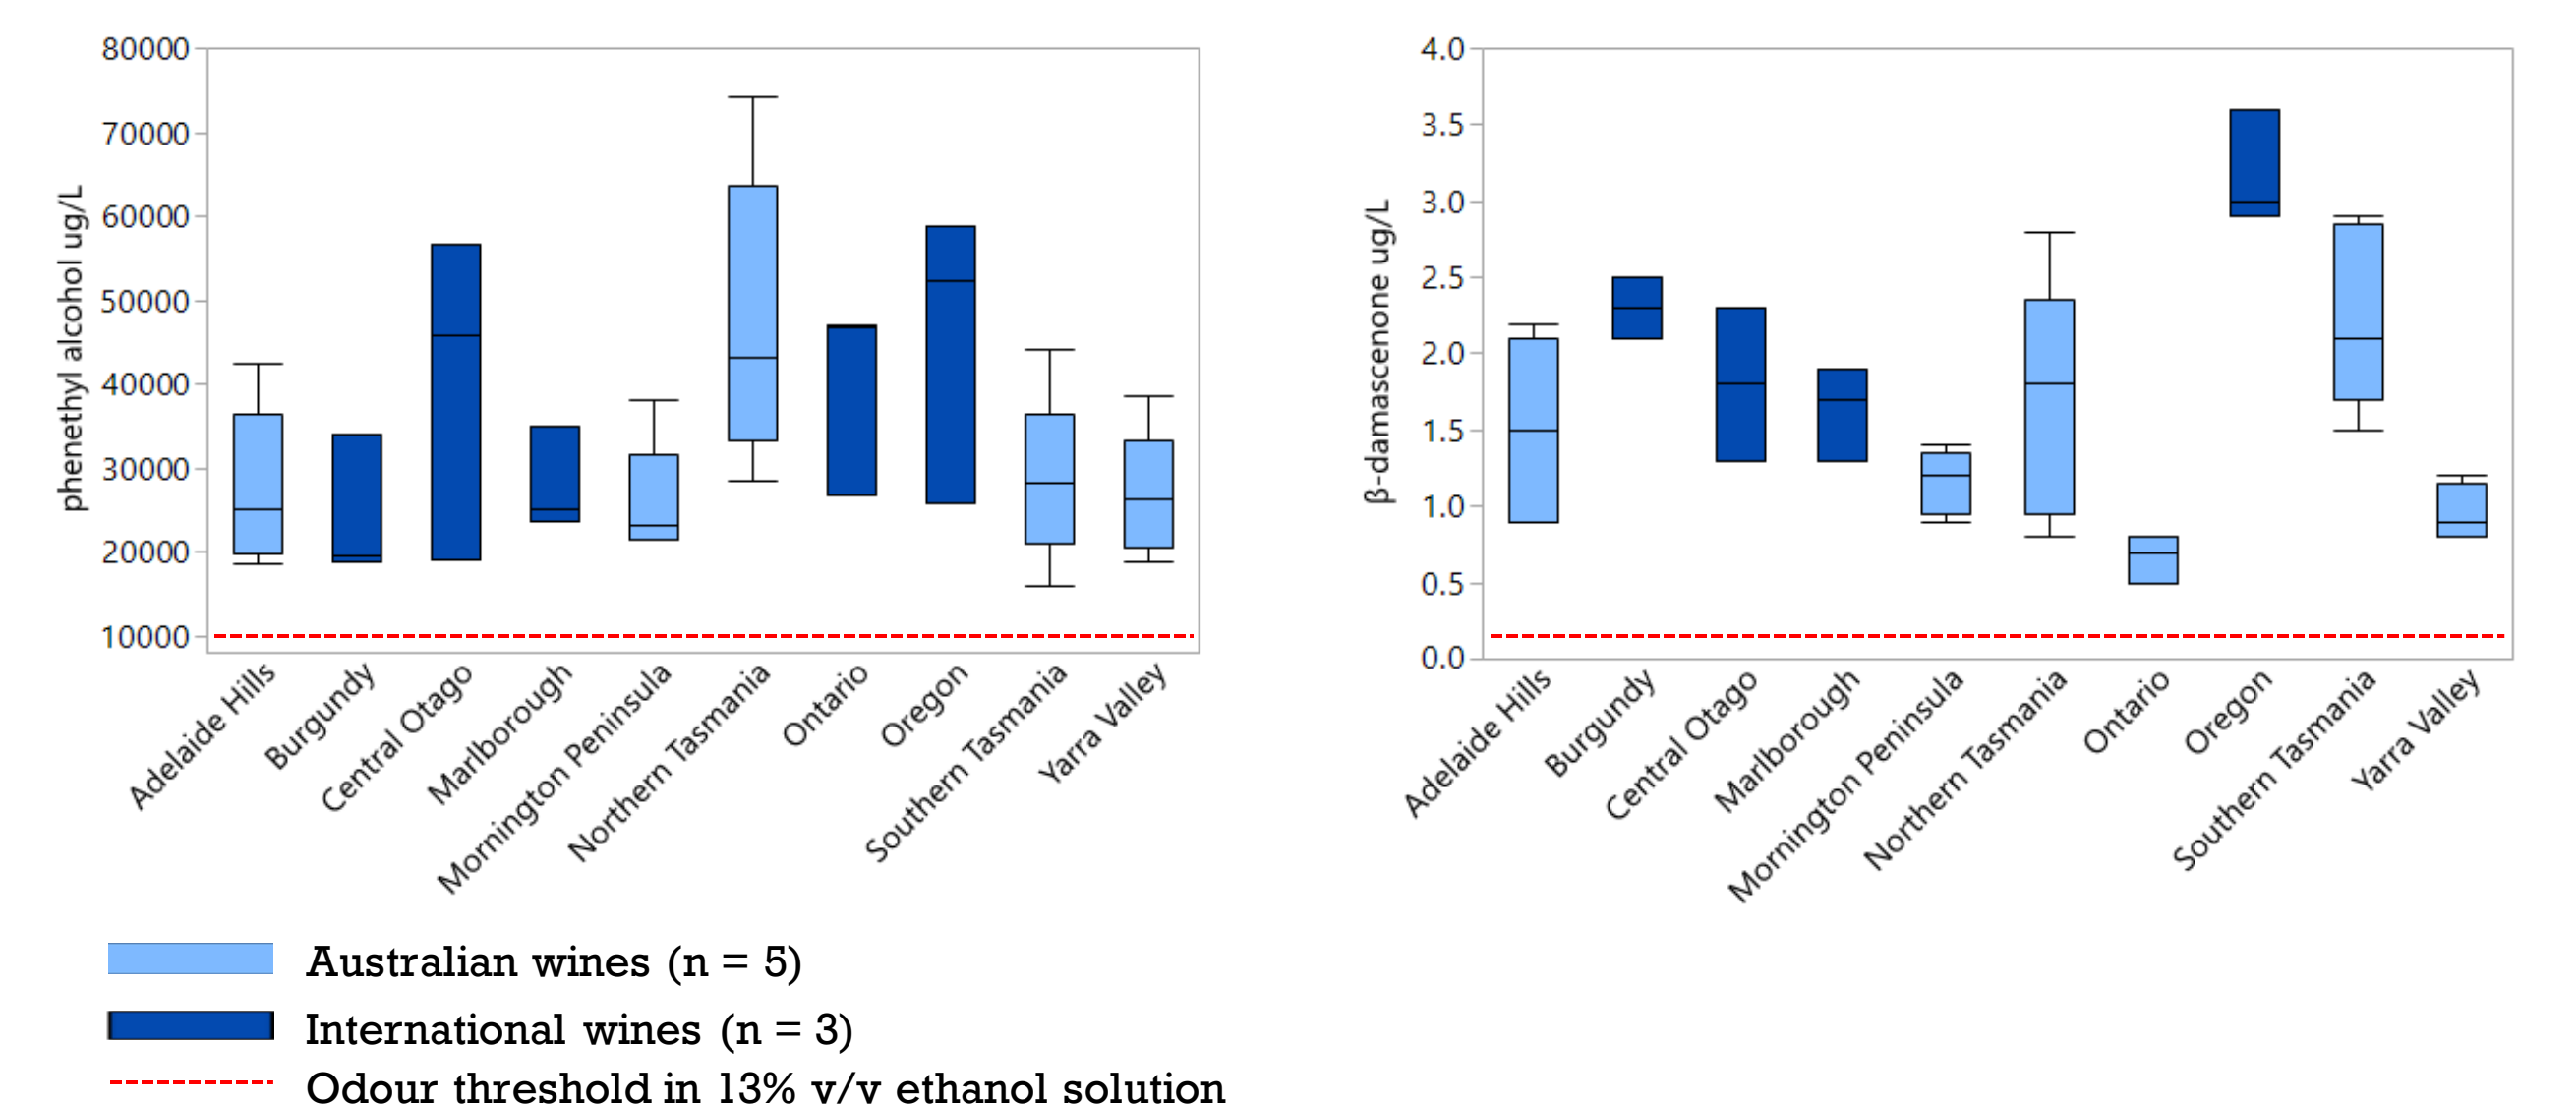 phenethyl alcohol ug/L
80000
70000
60000
50000
40000
30000
20000
10000
Adelaide Hills
Burgundy
Central Otago
Marlborough
Mornington Peninsula
Northern Tasmania
Ontario
Oregon
Southern Tasmania
Yarra Valley
β-damascenone ug/L
4.0
3.5
3.0
2.5
2.0
1.5
1.0
0.5
0.0
Adelaide Hills
Burgundy
Central Otago
Marlborough
Mornington Peninsula
Northern Tasmania
Ontario
Oregon
Southern Tasmania
Yarra Valley
Australian wines (n = 5)
International wines (n = 3)
Odour threshold in 13% v/v ethanol solution